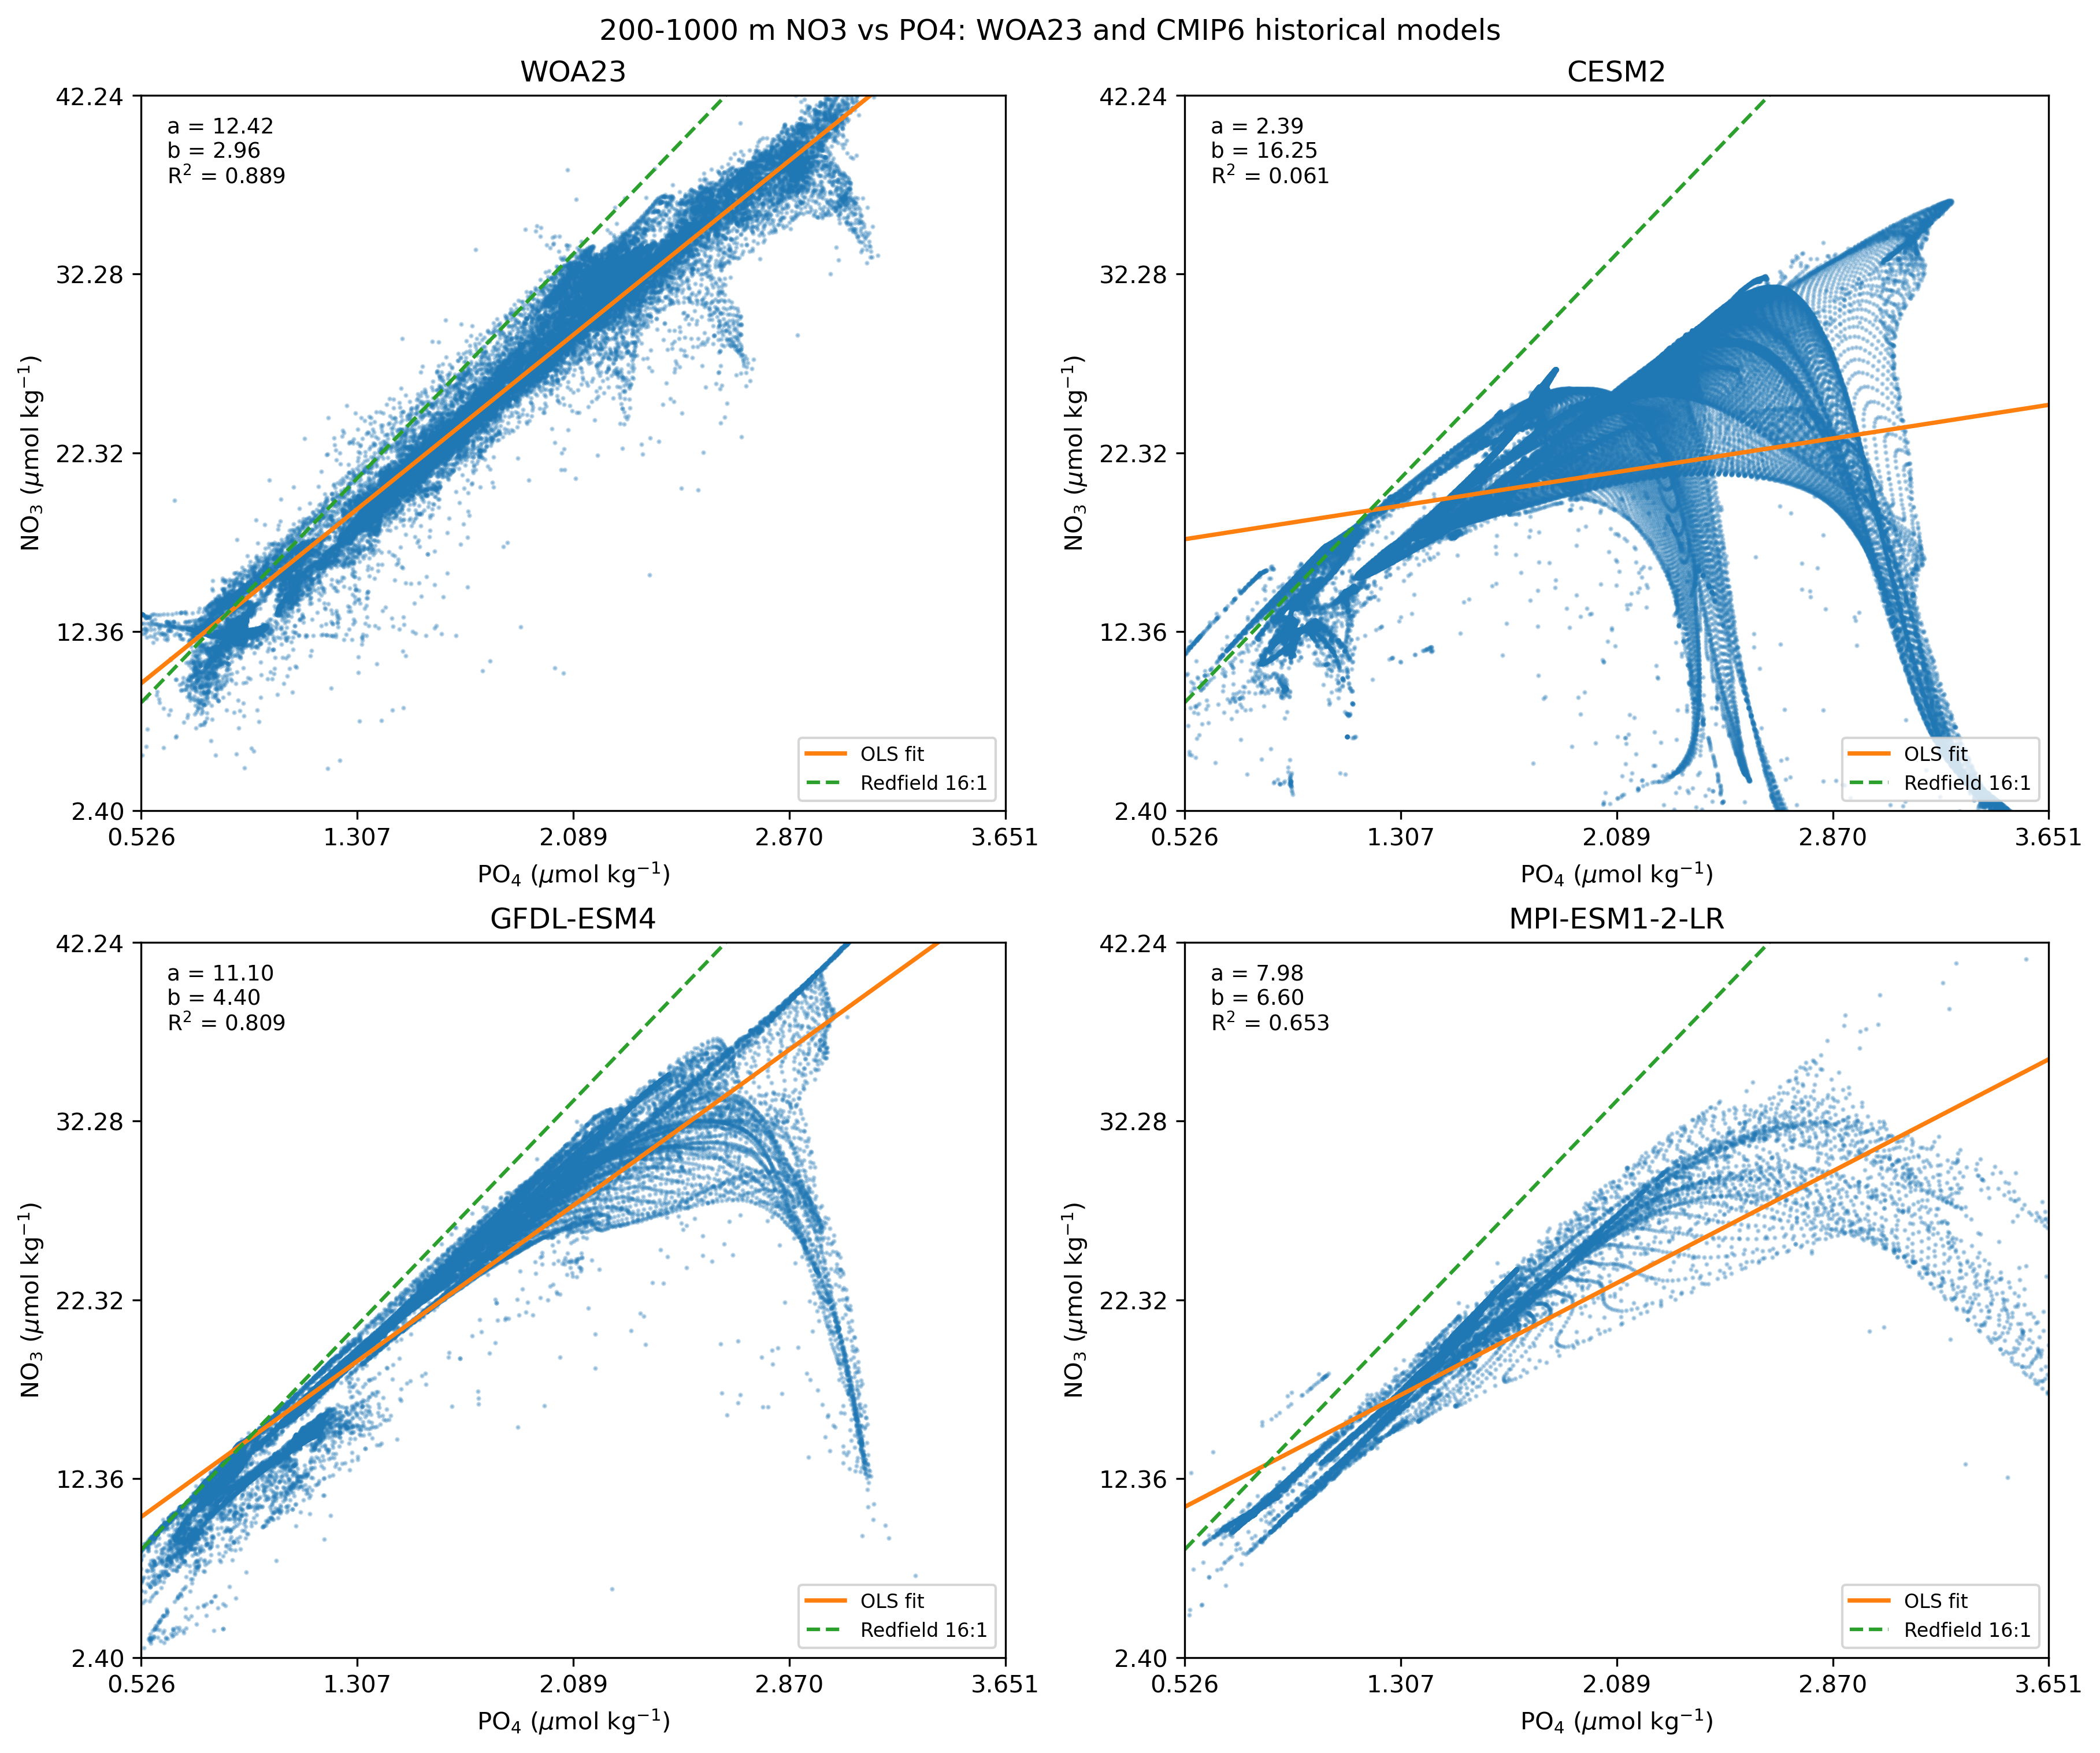 200-1000 m NO3 vs PO4: WOA23 and CMIP6 historical models
WOA23
42.24
32.28
22.32
12.36
2.40
NO₃ (μmol kg⁻¹)
a = 12.42
b = 2.96
R² = 0.889
OLS fit
Redfield 16:1
0.526 1.307 2.089 2.870 3.651
PO₄ (μmol kg⁻¹)
CESM2
42.24
32.28
22.32
12.36
2.40
NO₃ (μmol kg⁻¹)
a = 2.39
b = 16.25
R² = 0.061
OLS fit
Redfield 16:1
0.526 1.307 2.089 2.870 3.651
PO₄ (μmol kg⁻¹)
GFDL-ESM4
42.24
32.28
22.32
12.36
2.40
NO₃ (μmol kg⁻¹)
a = 11.10
b = 4.40
R² = 0.809
OLS fit
Redfield 16:1
0.526 1.307 2.089 2.870 3.651
PO₄ (μmol kg⁻¹)
MPI-ESM1-2-LR
42.24
32.28
22.32
12.36
2.40
NO₃ (μmol kg⁻¹)
a = 7.98
b = 6.60
R² = 0.653
OLS fit
Redfield 16:1
0.526 1.307 2.089 2.870 3.651
PO₄ (μmol kg⁻¹)